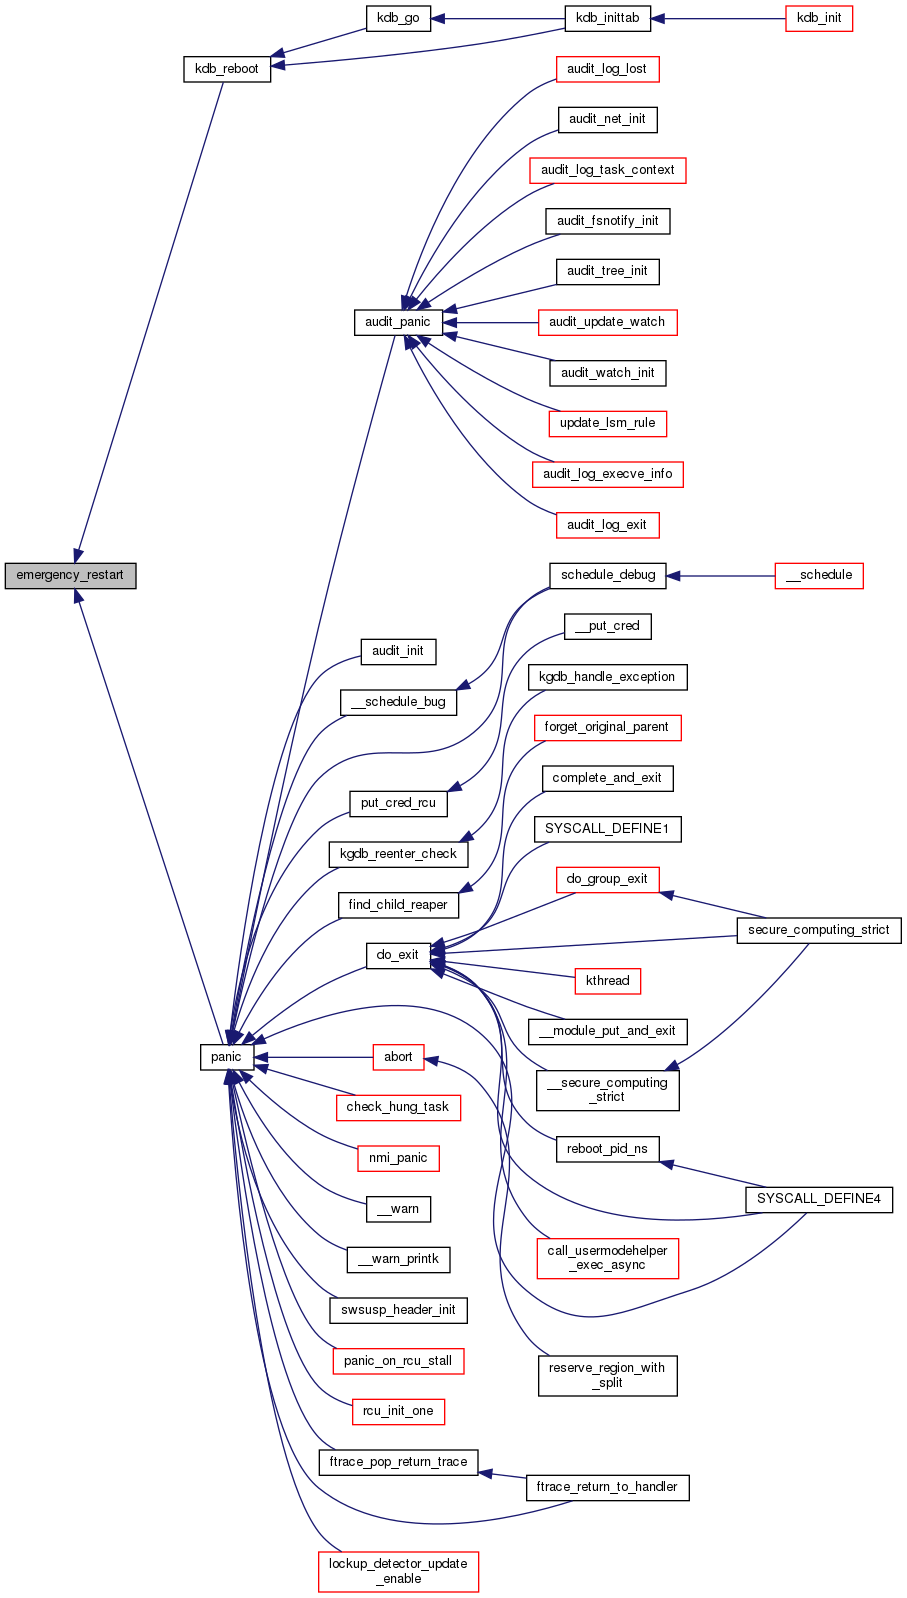 kdb_go
kdb_inittab
kdb_init
kdb_reboot
audit_log_lost
audit_net_init
audit_log_task_context
audit_fsnotify_init
audit_tree_init
audit_panic
audit_update_watch
audit_watch_init
update_lsm_rule
audit_log_execve_info
audit_log_exit
emergency_restart
schedule_debug
__schedule
__put_cred
audit_init
kgdb_handle_exception
__schedule_bug
forget_original_parent
complete_and_exit
put_cred_rcu
SYSCALL_DEFINE1
kgdb_reenter_check
do_group_exit
find_child_reaper
secure_computing_strict
do_exit
kthread
__module_put_and_exit
panic
abort
__secure_computing
_strict
check_hung_task
reboot_pid_ns
nmi_panic
SYSCALL_DEFINE4
__warn
call_usermodehelper
_exec_async
__warn_printk
swsusp_header_init
panic_on_rcu_stall
reserve_region_with
_split
rcu_init_one
ftrace_pop_return_trace
ftrace_return_to_handler
lockup_detector_update
_enable